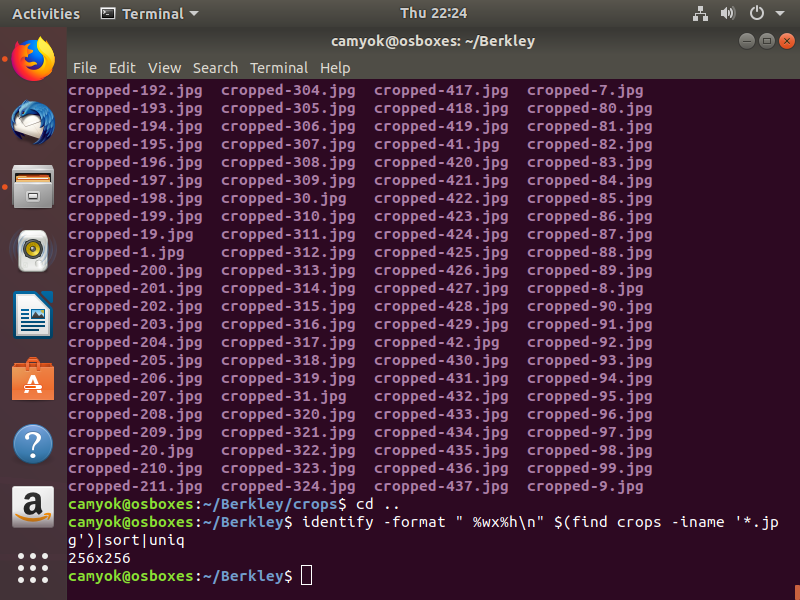 Activities Terminal Thu 22:24
camyok@osboxes: ~/Berkley
File Edit View Search Terminal Help
cropped-192.jpg cropped-304.jpg cropped-417.jpg cropped-7.jpg
cropped-193.jpg cropped-305.jpg cropped-418.jpg cropped-80.jpg
cropped-194.jpg cropped-306.jpg cropped-419.jpg cropped-81.jpg
cropped-195.jpg cropped-307.jpg cropped-41.jpg cropped-82.jpg
cropped-196.jpg cropped-308.jpg cropped-420.jpg cropped-83.jpg
cropped-197.jpg cropped-309.jpg cropped-421.jpg cropped-84.jpg
cropped-198.jpg cropped-30.jpg cropped-422.jpg cropped-85.jpg
cropped-199.jpg cropped-310.jpg cropped-423.jpg cropped-86.jpg
cropped-19.jpg cropped-311.jpg cropped-424.jpg cropped-87.jpg
cropped-1.jpg cropped-312.jpg cropped-425.jpg cropped-88.jpg
cropped-200.jpg cropped-313.jpg cropped-426.jpg cropped-89.jpg
cropped-201.jpg cropped-314.jpg cropped-427.jpg cropped-8.jpg
cropped-202.jpg cropped-315.jpg cropped-428.jpg cropped-90.jpg
cropped-203.jpg cropped-316.jpg cropped-429.jpg cropped-91.jpg
cropped-204.jpg cropped-317.jpg cropped-42.jpg cropped-92.jpg
cropped-205.jpg cropped-318.jpg cropped-430.jpg cropped-93.jpg
cropped-206.jpg cropped-319.jpg cropped-431.jpg cropped-94.jpg
cropped-207.jpg cropped-31.jpg cropped-432.jpg cropped-95.jpg
cropped-208.jpg cropped-320.jpg cropped-433.jpg cropped-96.jpg
cropped-209.jpg cropped-321.jpg cropped-434.jpg cropped-97.jpg
cropped-20.jpg cropped-322.jpg cropped-435.jpg cropped-98.jpg
cropped-210.jpg cropped-323.jpg cropped-436.jpg cropped-99.jpg
cropped-211.jpg cropped-324.jpg cropped-437.jpg cropped-9.jpg
camyok@osboxes:~/Berkley/crops$ cd ..
camyok@osboxes:~/Berkley$ identify -format " %wx%h\n" $(find crops -iname '*.jp
g')|sort|uniq
256x256
camyok@osboxes:~/Berkley$